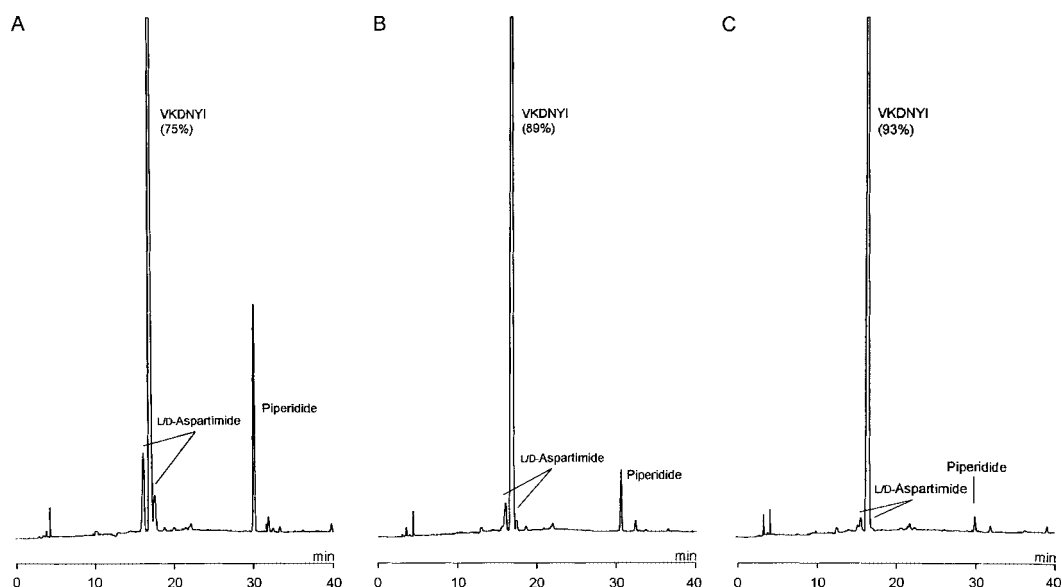 A
VKDNYI
(75%)
L/D-Aspartimide
Piperidide
min
0 10 20 30 40
B
VKDNYI
(89%)
L/D-Aspartimide
Piperidide
min
0 10 20 30 40
C
VKDNYI
(93%)
Piperidide
L/D-Aspartimide
min
0 10 20 30 40